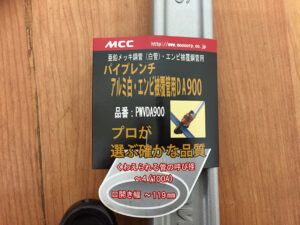 MCC
http://www.mcccorp.co.jp
亜鉛メッキ鋼管（白管）・エンビ被覆鋼管用
パイプレンチ
アルミ白・エンビ被覆管用DA900
品番：PWVDA900
プロが
選ぶ確かな品質
くわえられる管の呼び径
～4 (100A)
口開き幅 ～119mm